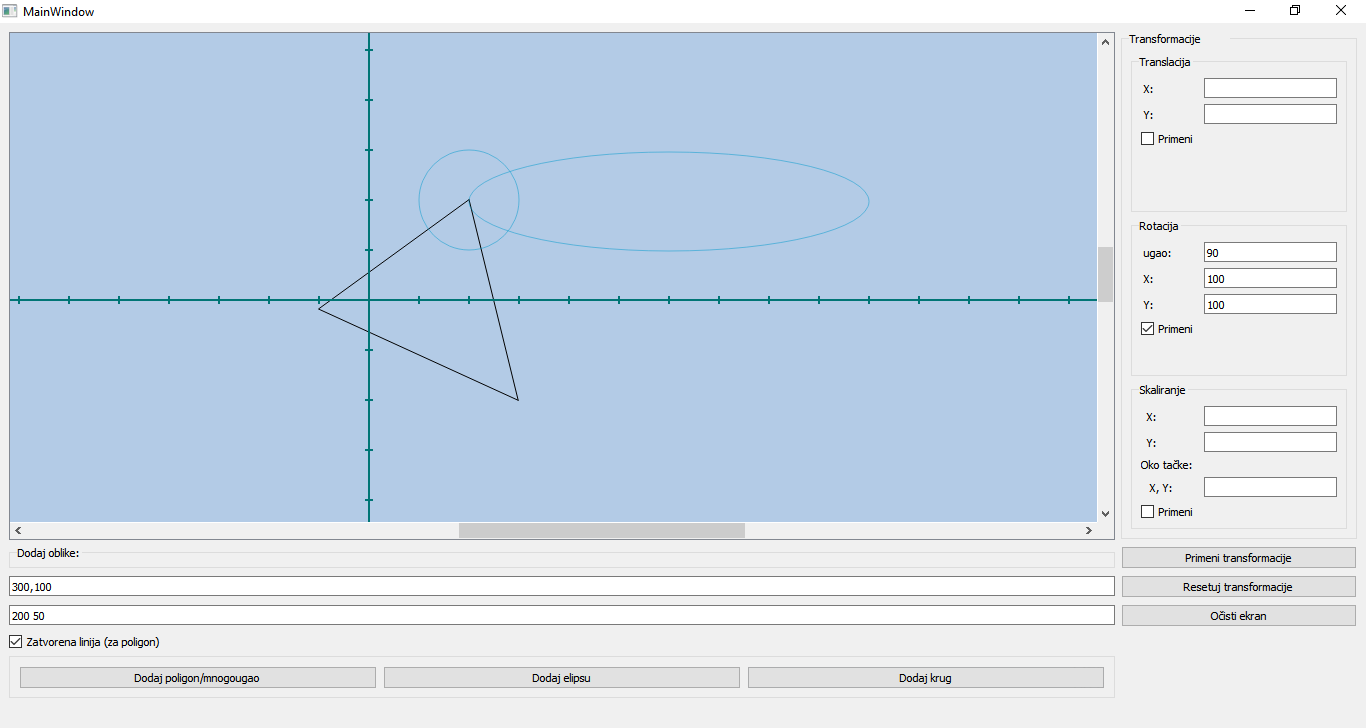 MainWindow
Transformacije
Translacija
X:
Y:
Primeni
Rotacija
ugao: 90
X: 100
Y: 100
Primeni
Skaliranje
X:
Y:
Oko tačke:
X, Y:
Primeni
Dodaj oblike:
300,100
200 50
Zatvorena linija (za poligon)
Dodaj poligon/mnogougao Dodaj elipsu Dodaj krug
Primeni transformacije
Resetuj transformacije
Očisti ekran